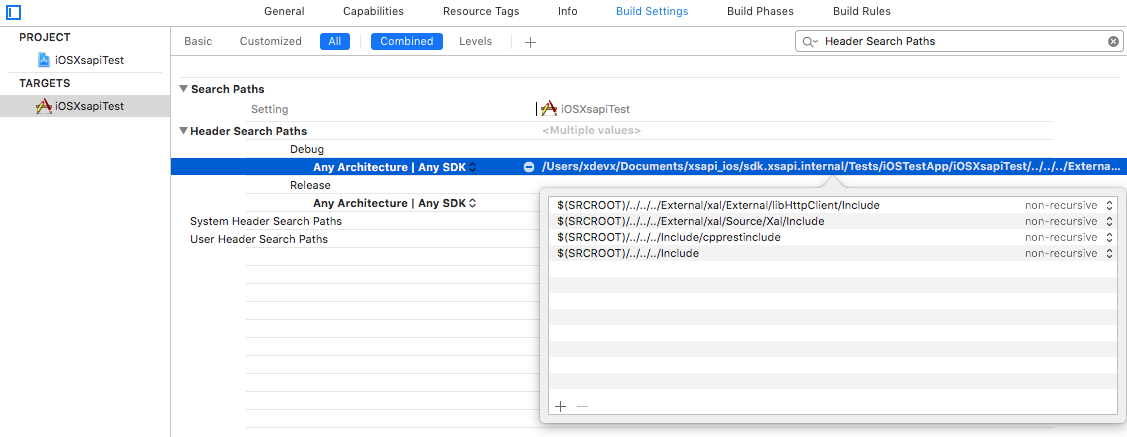 General Capabilities Resource Tags Info Build Settings Build Phases Build Rules
PROJECT
iOSXsapiTest
TARGETS
iOSXsapiTest
Basic Customized All Combined Levels + Header Search Paths
Search Paths
Setting iOSXsapiTest
Header Search Paths <Multiple values>
Debug
Any Architecture | Any SDK /Users/xdevx/Documents/xsapi_ios/sdk.xsapi.internal/Tests/iOSTestApp/iOSXsapiTest/../../../Externa...
Release
Any Architecture | Any SDK
System Header Search Paths
User Header Search Paths
$(SRCROOT)/../../../External/xal/External/libHttpClient/Include non-recursive
$(SRCROOT)/../../../External/xal/Source/Xal/Include non-recursive
$(SRCROOT)/../../../Include/cpprestinclude non-recursive
$(SRCROOT)/../../../Include non-recursive
+ −